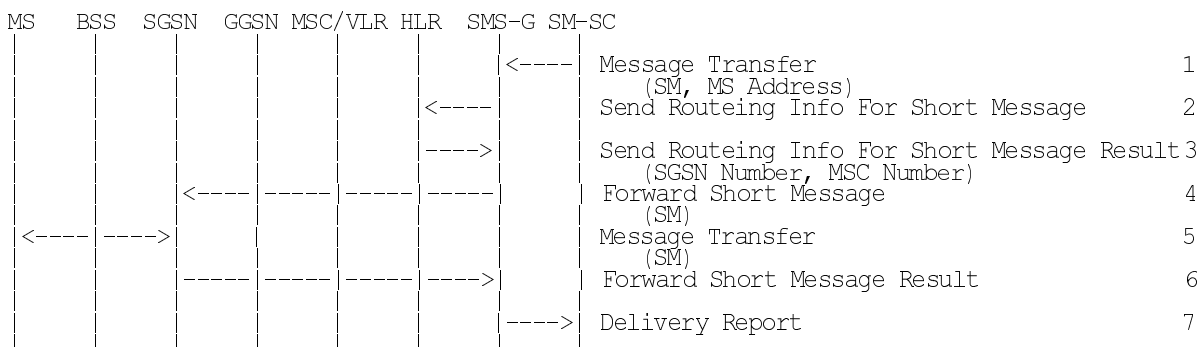 MS BSS SGSN GGSN MSC/VLR HLR SMS-G SM-SC
Message Transfer 1
(SM, MS Address)
Send Routeing Info For Short Message 2
Send Routeing Info For Short Message Result 3
(SGSN Number, MSC Number)
Forward Short Message 4
(SM)
Message Transfer 5
(SM)
Forward Short Message Result 6
Delivery Report 7